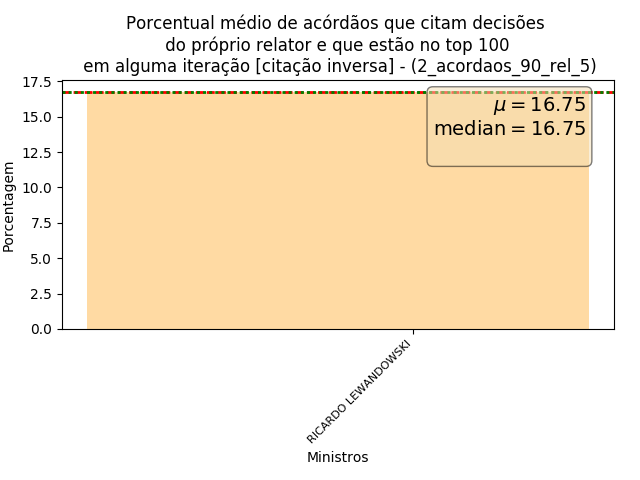 Porcentual médio de acórdãos que citam decisões
do próprio relator e que estão no top 100
em alguma iteração [citação inversa] - (2_acordaos_90_rel_5)
17.5
15.0
12.5
10.0
7.5
5.0
2.5
0.0
Porcentagem
μ = 16.75
median = 16.75
RICARDO LEWANDOWSKI
Ministros